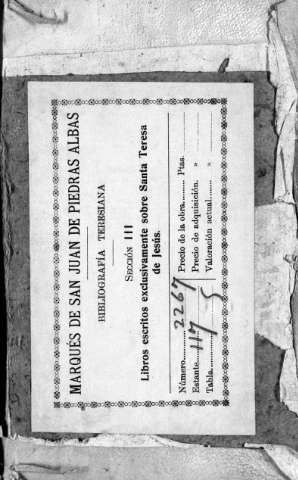 MARQUÉS DE SAN JUAN DE PIEDRAS ALBAS
BIBLIOGRAFÍA TERESIANA
SECCIÓN III
Libros escritos exclusivamente sobre Santa Teresa
de Jesús.
Número 2267 Precio de la obra Ptas.
Estante 117 Precio de adquisición. »
Tabla 5 Valoración actual »